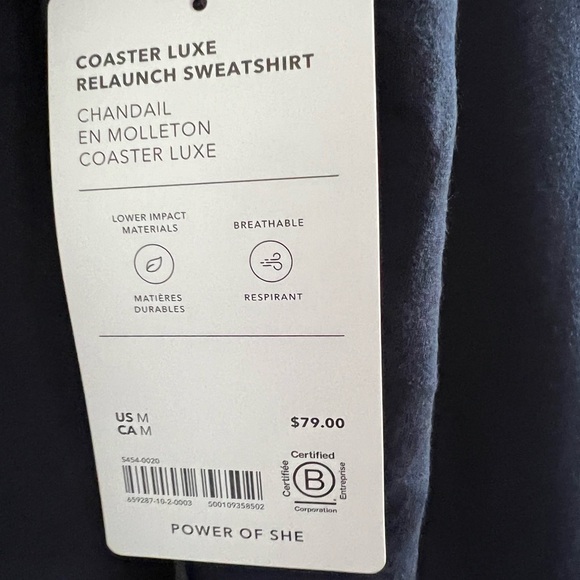 COASTER LUXE
RELAUNCH SWEATSHIRT
CHANDAIL
EN MOLLETON
COASTER LUXE
LOWER IMPACT
MATERIALS
BREATHABLE
MATIÈRES
DURABLES
RESPIRANT
US M
CA M
$79.00
S454-0020
659287-10-2-0003 500109358502
Certified
Certifiée
B
Entreprise
Corporation
POWER OF SHE